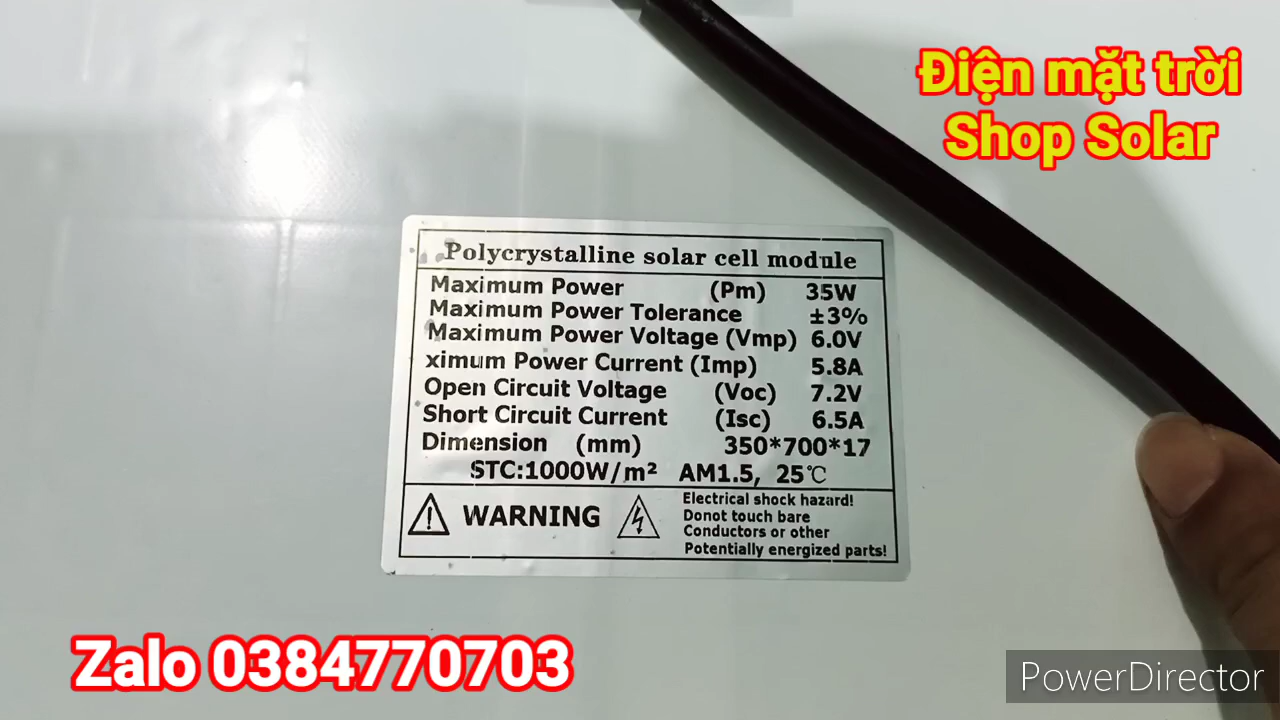 Điện mặt trời
Shop Solar
Polycrystalline solar cell module
Maximum Power (Pm) 35W
Maximum Power Tolerance ±3%
Maximum Power Voltage (Vmp) 6.0V
ximum Power Current (Imp) 5.8A
Open Circuit Voltage (Voc) 7.2V
Short Circuit Current (Isc) 6.5A
Dimension (mm) 350*700*17
STC:1000W/m² AM1.5, 25℃
WARNING
Electrical shock hazard!
Donot touch bare
Conductors or other
Potentially energized parts!
Zalo 0384770703
PowerDirector